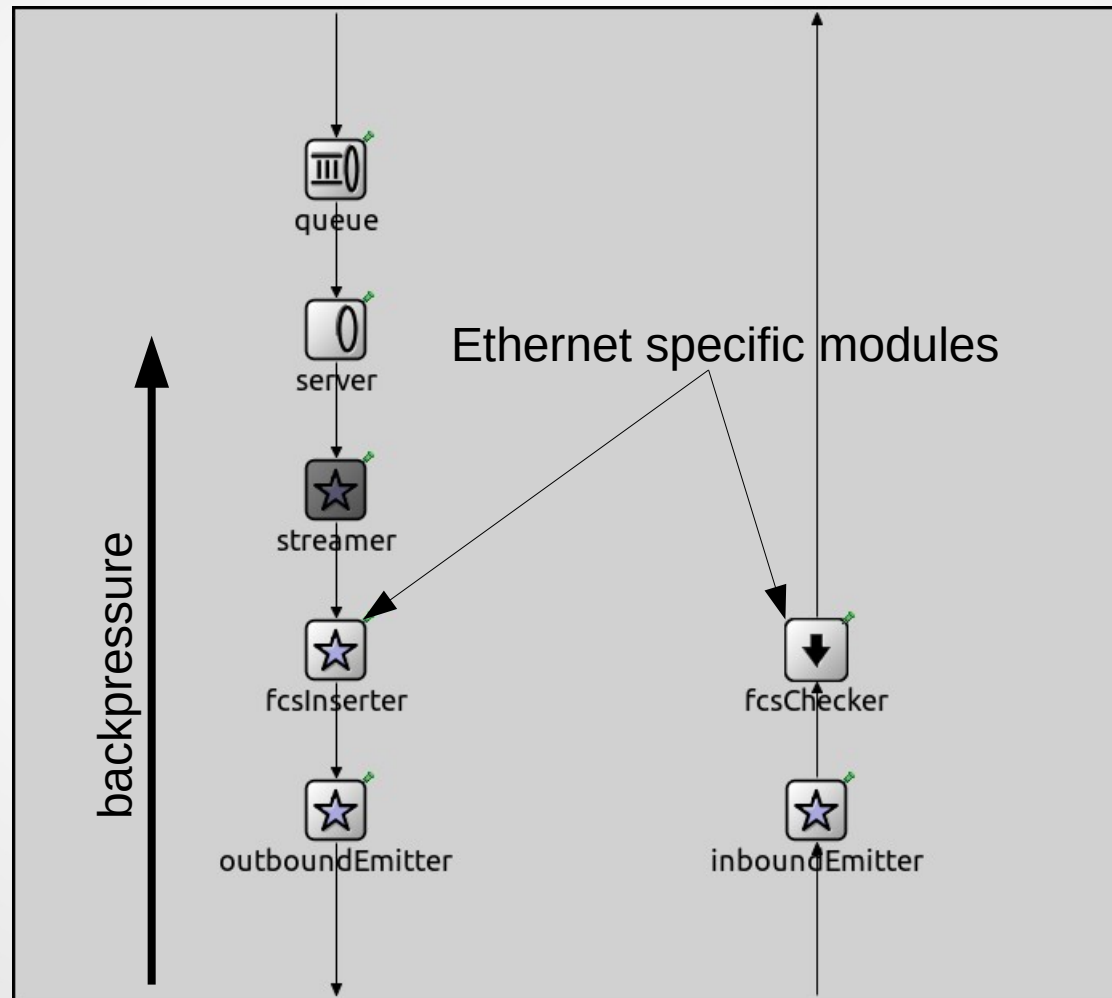 queue
server
Ethernet specific modules
streamer
backpressure
fcsInserter
fcsChecker
outboundEmitter
inboundEmitter